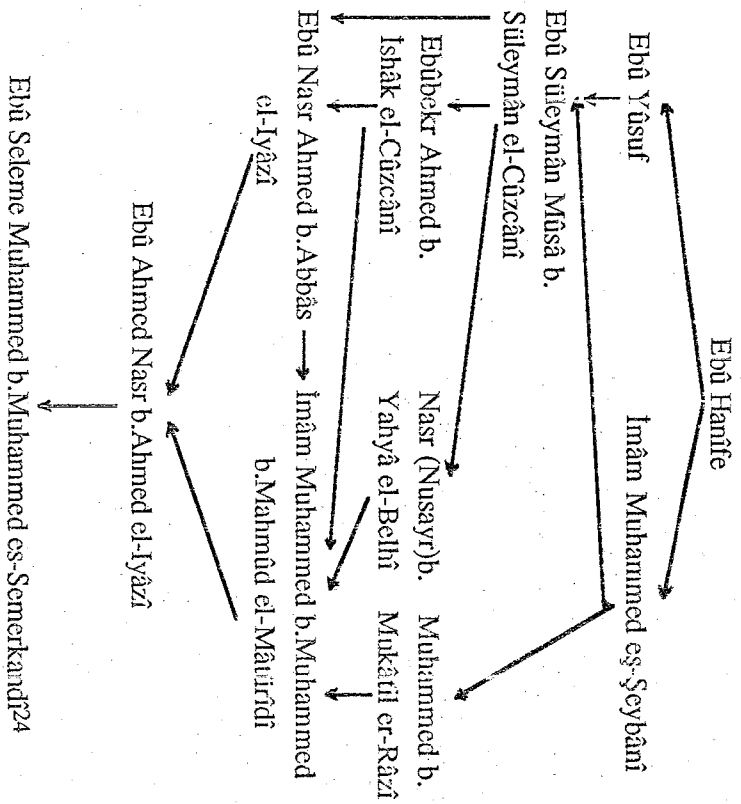 Ebû Hanîfe
Ebû Yûsuf
İmâm Muhammed eş-Şeybânî
Ebû Süleymân Mûsâ b.
Süleymân el-Cûzcânî
Ebûbekr Ahmed b.
İshâk el-Cûzcânî
Nasr (Nusayr)b.
Yahyâ el-Belhî
Muhammed b.
Mukâtil er-Râzî
Ebû Nasr Ahmed b.Abbâs
el-Iyâzî
İmâm Muhammed b.Muhammed
b.Mahmûd el-Mâtürîdî
Ebû Ahmed Nasr b.Ahmed el-Iyâzî
Ebû Seleme Muhammed b.Muhammed es-Semerkandî24